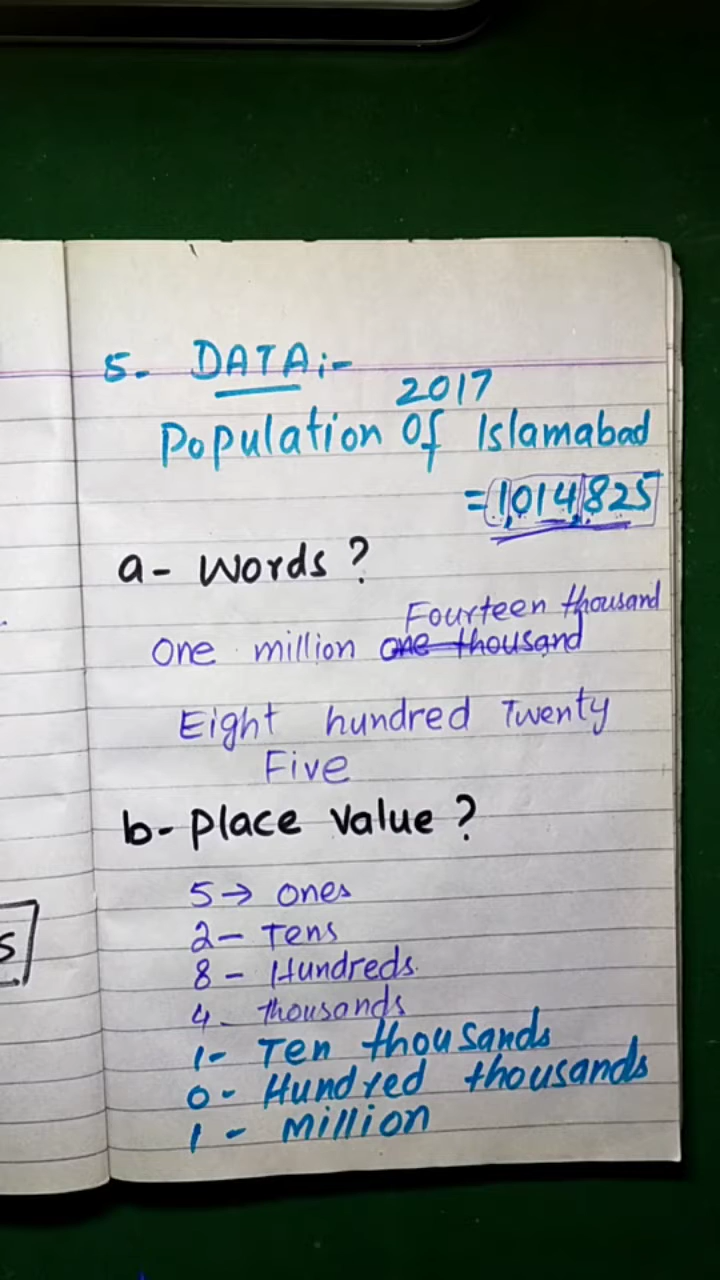 5- DATA:-
2017
Population Of Islamabad
= 1,014,825
a- Words?
Fourteen thousand
One million one thousand
Eight hundred Twenty
Five
b- Place value?
5→ ones
2- Tens
8- Hundreds.
4- thousands
1- Ten thousands
0- Hundred thousands
1- Million
S